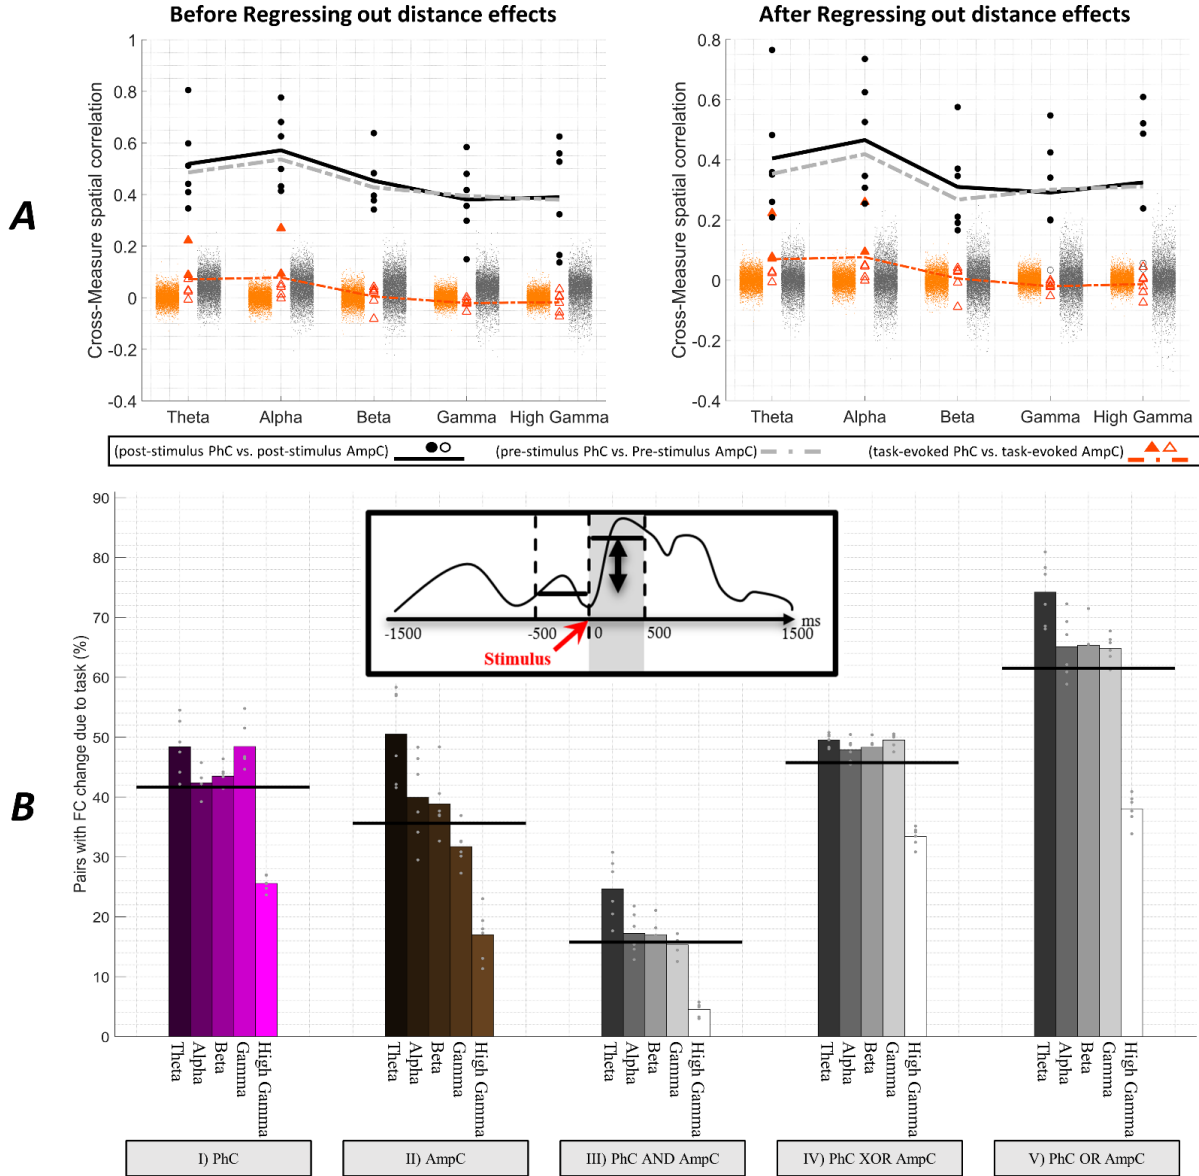 Before Regressing out distance effects
After Regressing out distance effects
A
Cross-Measure spatial correlation
1
0.8
0.6
0.4
0.2
0
-0.2
-0.4
Theta
Alpha
Beta
Gamma
High Gamma
Cross-Measure spatial correlation
0.8
0.6
0.4
0.2
0
-0.2
-0.4
Theta
Alpha
Beta
Gamma
High Gamma
(post-stimulus PhC vs. post-stimulus AmpC)
(pre-stimulus PhC vs. Pre-stimulus AmpC)
(task-evoked PhC vs. task-evoked AmpC)
B
Pairs with FC change due to task (%)
90
80
70
60
50
40
30
20
10
0
-1500
-500
0
500
1500
ms
Stimulus
Theta
Alpha
Beta
Gamma
High Gamma
Theta
Alpha
Beta
Gamma
High Gamma
Theta
Alpha
Beta
Gamma
High Gamma
Theta
Alpha
Beta
Gamma
High Gamma
Theta
Alpha
Beta
Gamma
High Gamma
I) PhC
II) AmpC
III) PhC AND AmpC
IV) PhC XOR AmpC
V) PhC OR AmpC